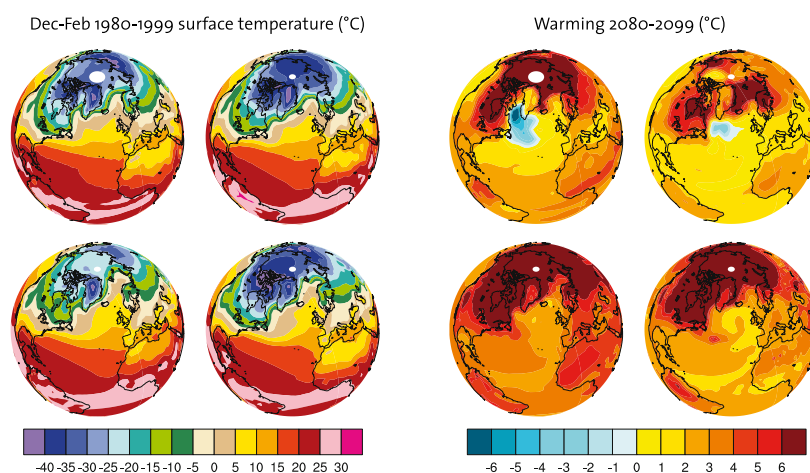 Dec-Feb 1980-1999 surface temperature (°C)
Warming 2080-2099 (°C)
-40 -35 -30 -25 -20 -15 -10 -5 0 5 10 15 20 25 30
-6 -5 -4 -3 -2 -1 0 1 2 3 4 5 6